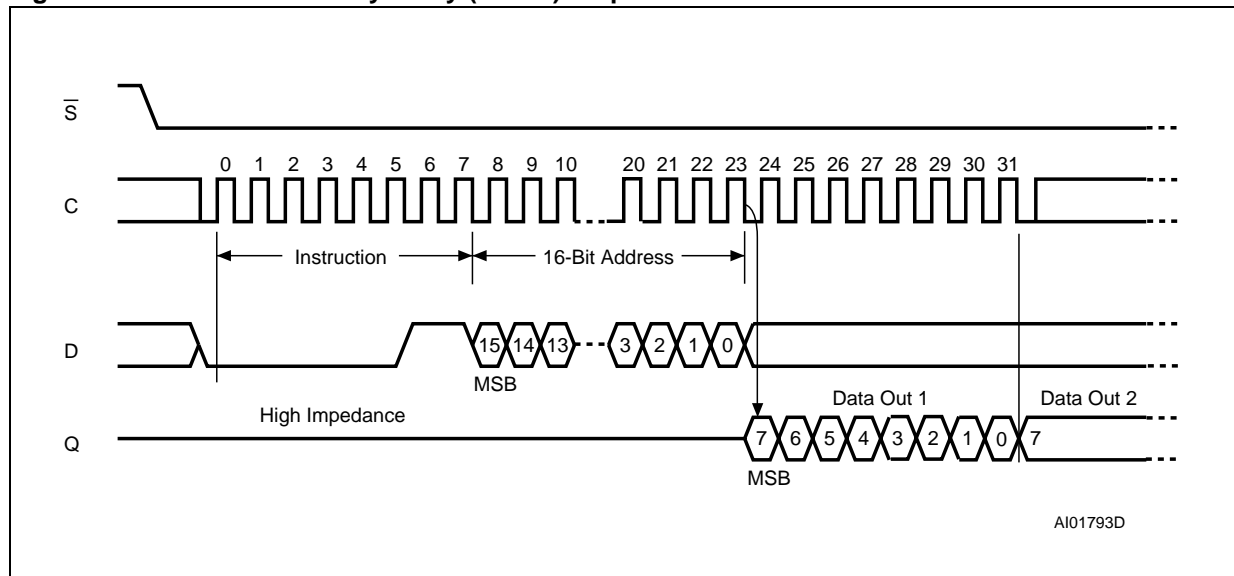 S
0 1 2 3 4 5 6 7 8 9 10 20 21 22 23 24 25 26 27 28 29 30 31
C
Instruction 16-Bit Address
D 15 14 13 3 2 1 0
MSB
High Impedance Data Out 1 Data Out 2
Q 7 6 5 4 3 2 1 0 7
MSB
AI01793D